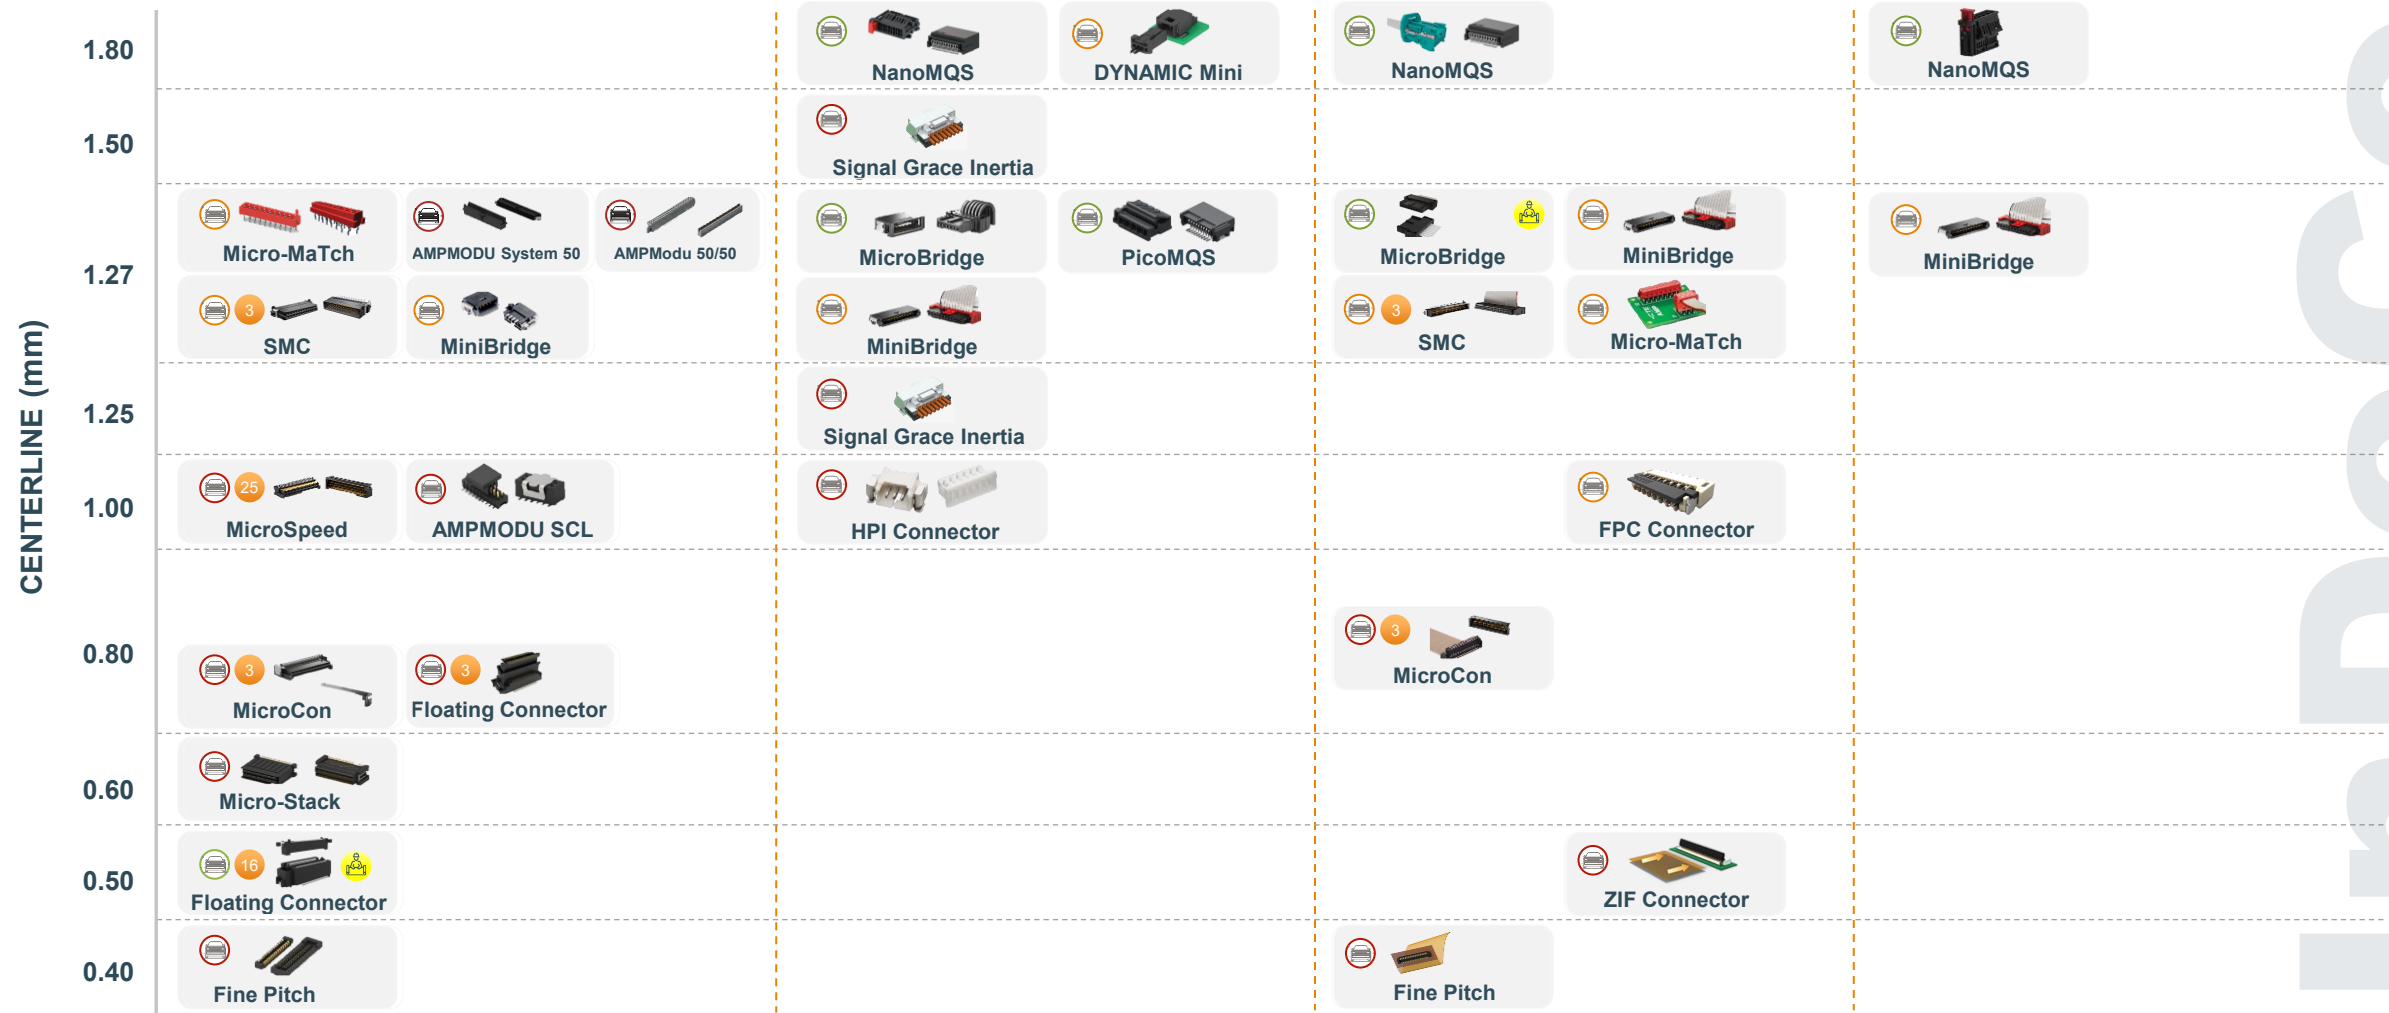 CENTERLINE (mm)
1.80
NanoMQS
DYNAMIC Mini
NanoMQS
NanoMQS
1.50
Signal Grace Inertia
1.27
Micro-MaTch
AMPMODU System 50
AMPModu 50/50
MicroBridge
PicoMQS
MicroBridge
MiniBridge
MiniBridge
3
SMC
MiniBridge
MiniBridge
3
SMC
Micro-MaTch
1.25
Signal Grace Inertia
1.00
25
MicroSpeed
AMPMODU SCL
HPI Connector
FPC Connector
0.80
3
MicroCon
3
Floating Connector
3
MicroCon
0.60
Micro-Stack
0.50
16
Floating Connector
ZIF Connector
0.40
Fine Pitch
Fine Pitch